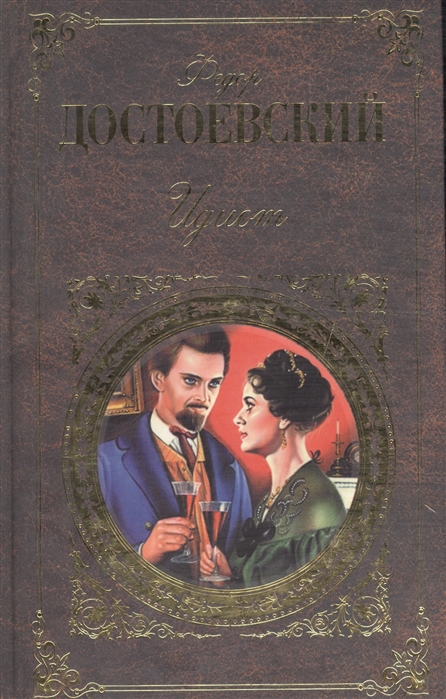 Федор
ДОСТОЕВСКИЙ
Идиот